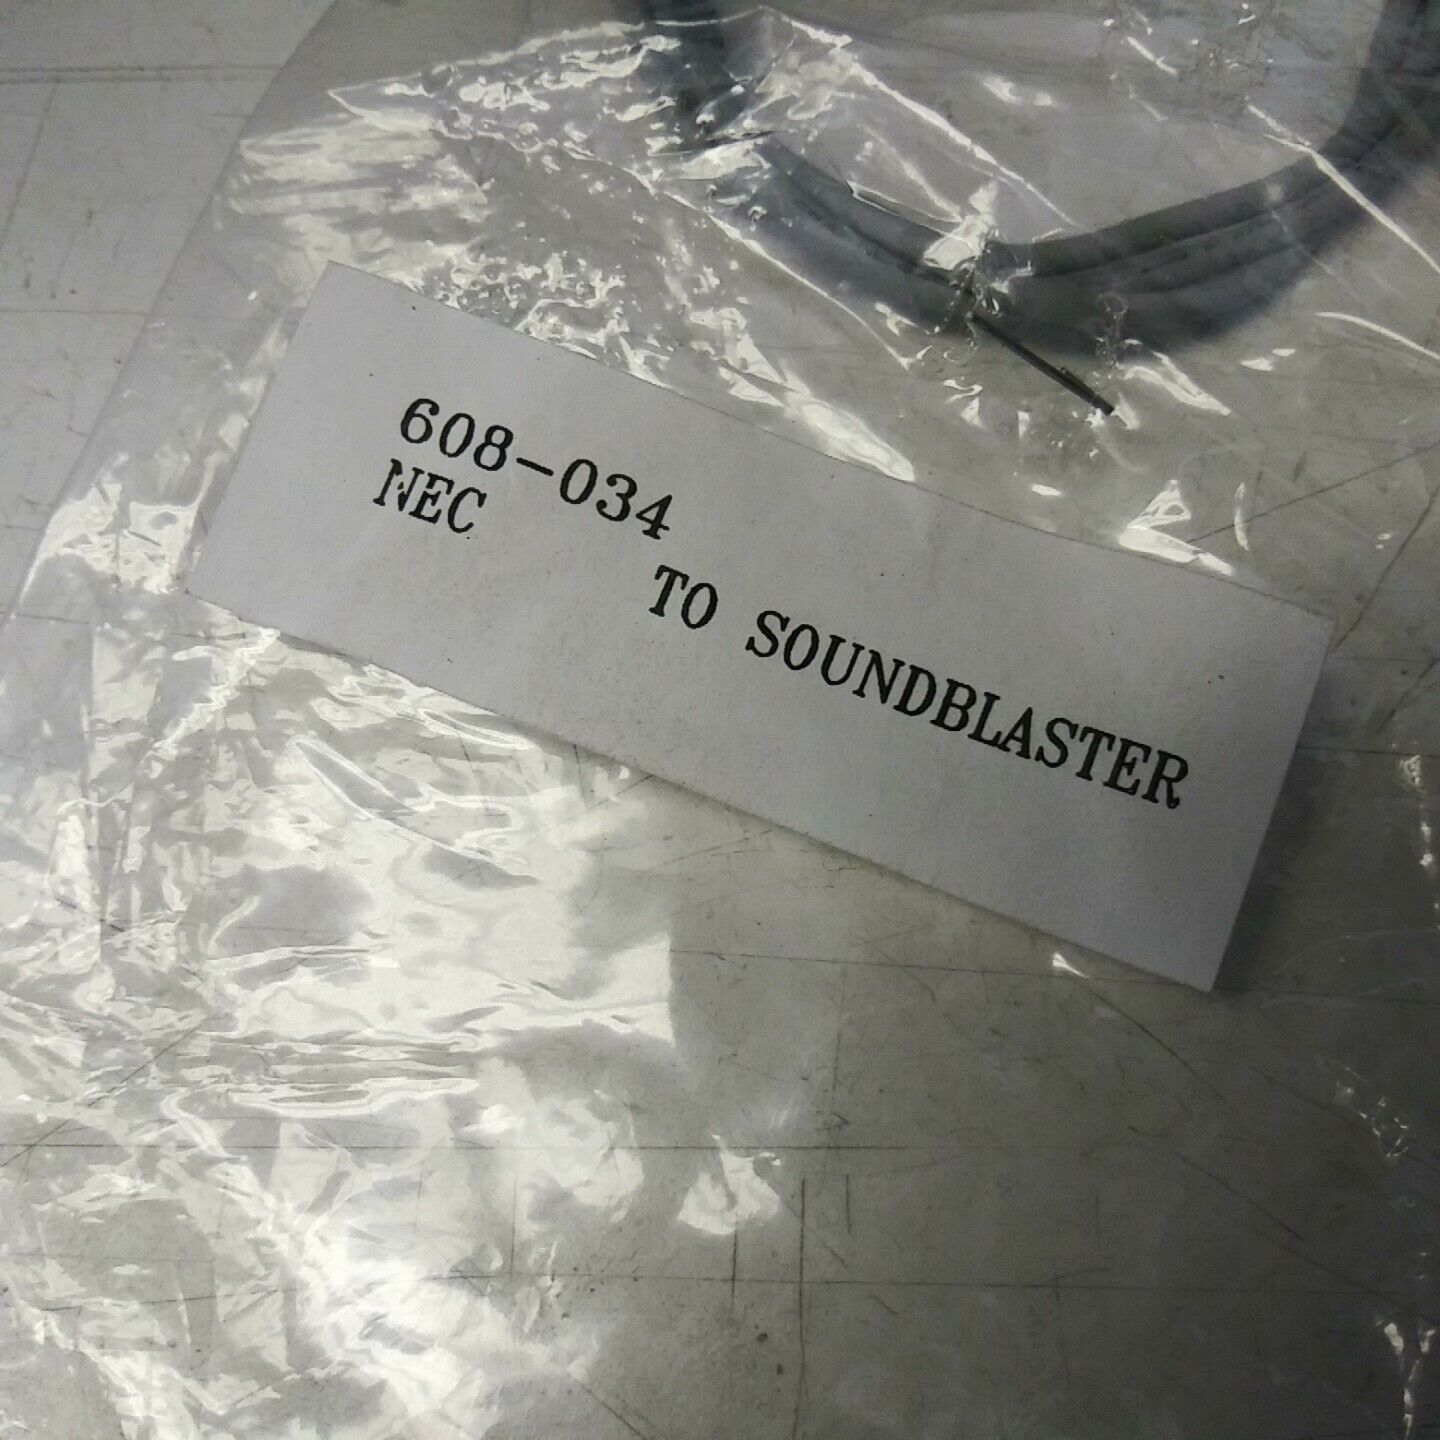 608-034
NEC
TO SOUNDBLASTER